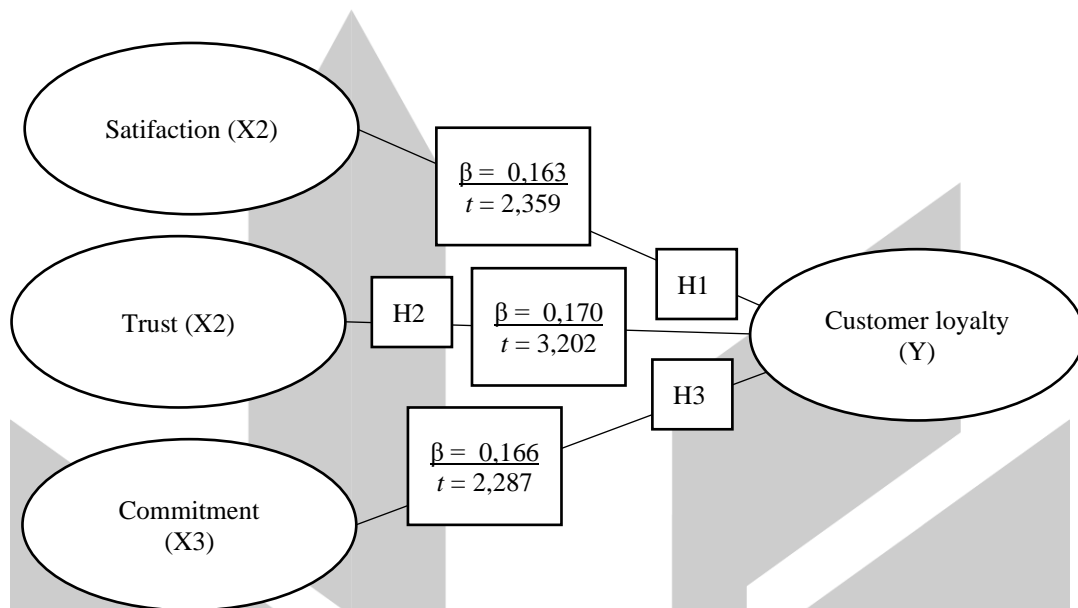 Satifaction (X2)
β = 0,163
t = 2,359
H1
Trust (X2)
H2
β = 0,170
t = 3,202
Customer loyalty
(Y)
H3
β = 0,166
t = 2,287
Commitment
(X3)